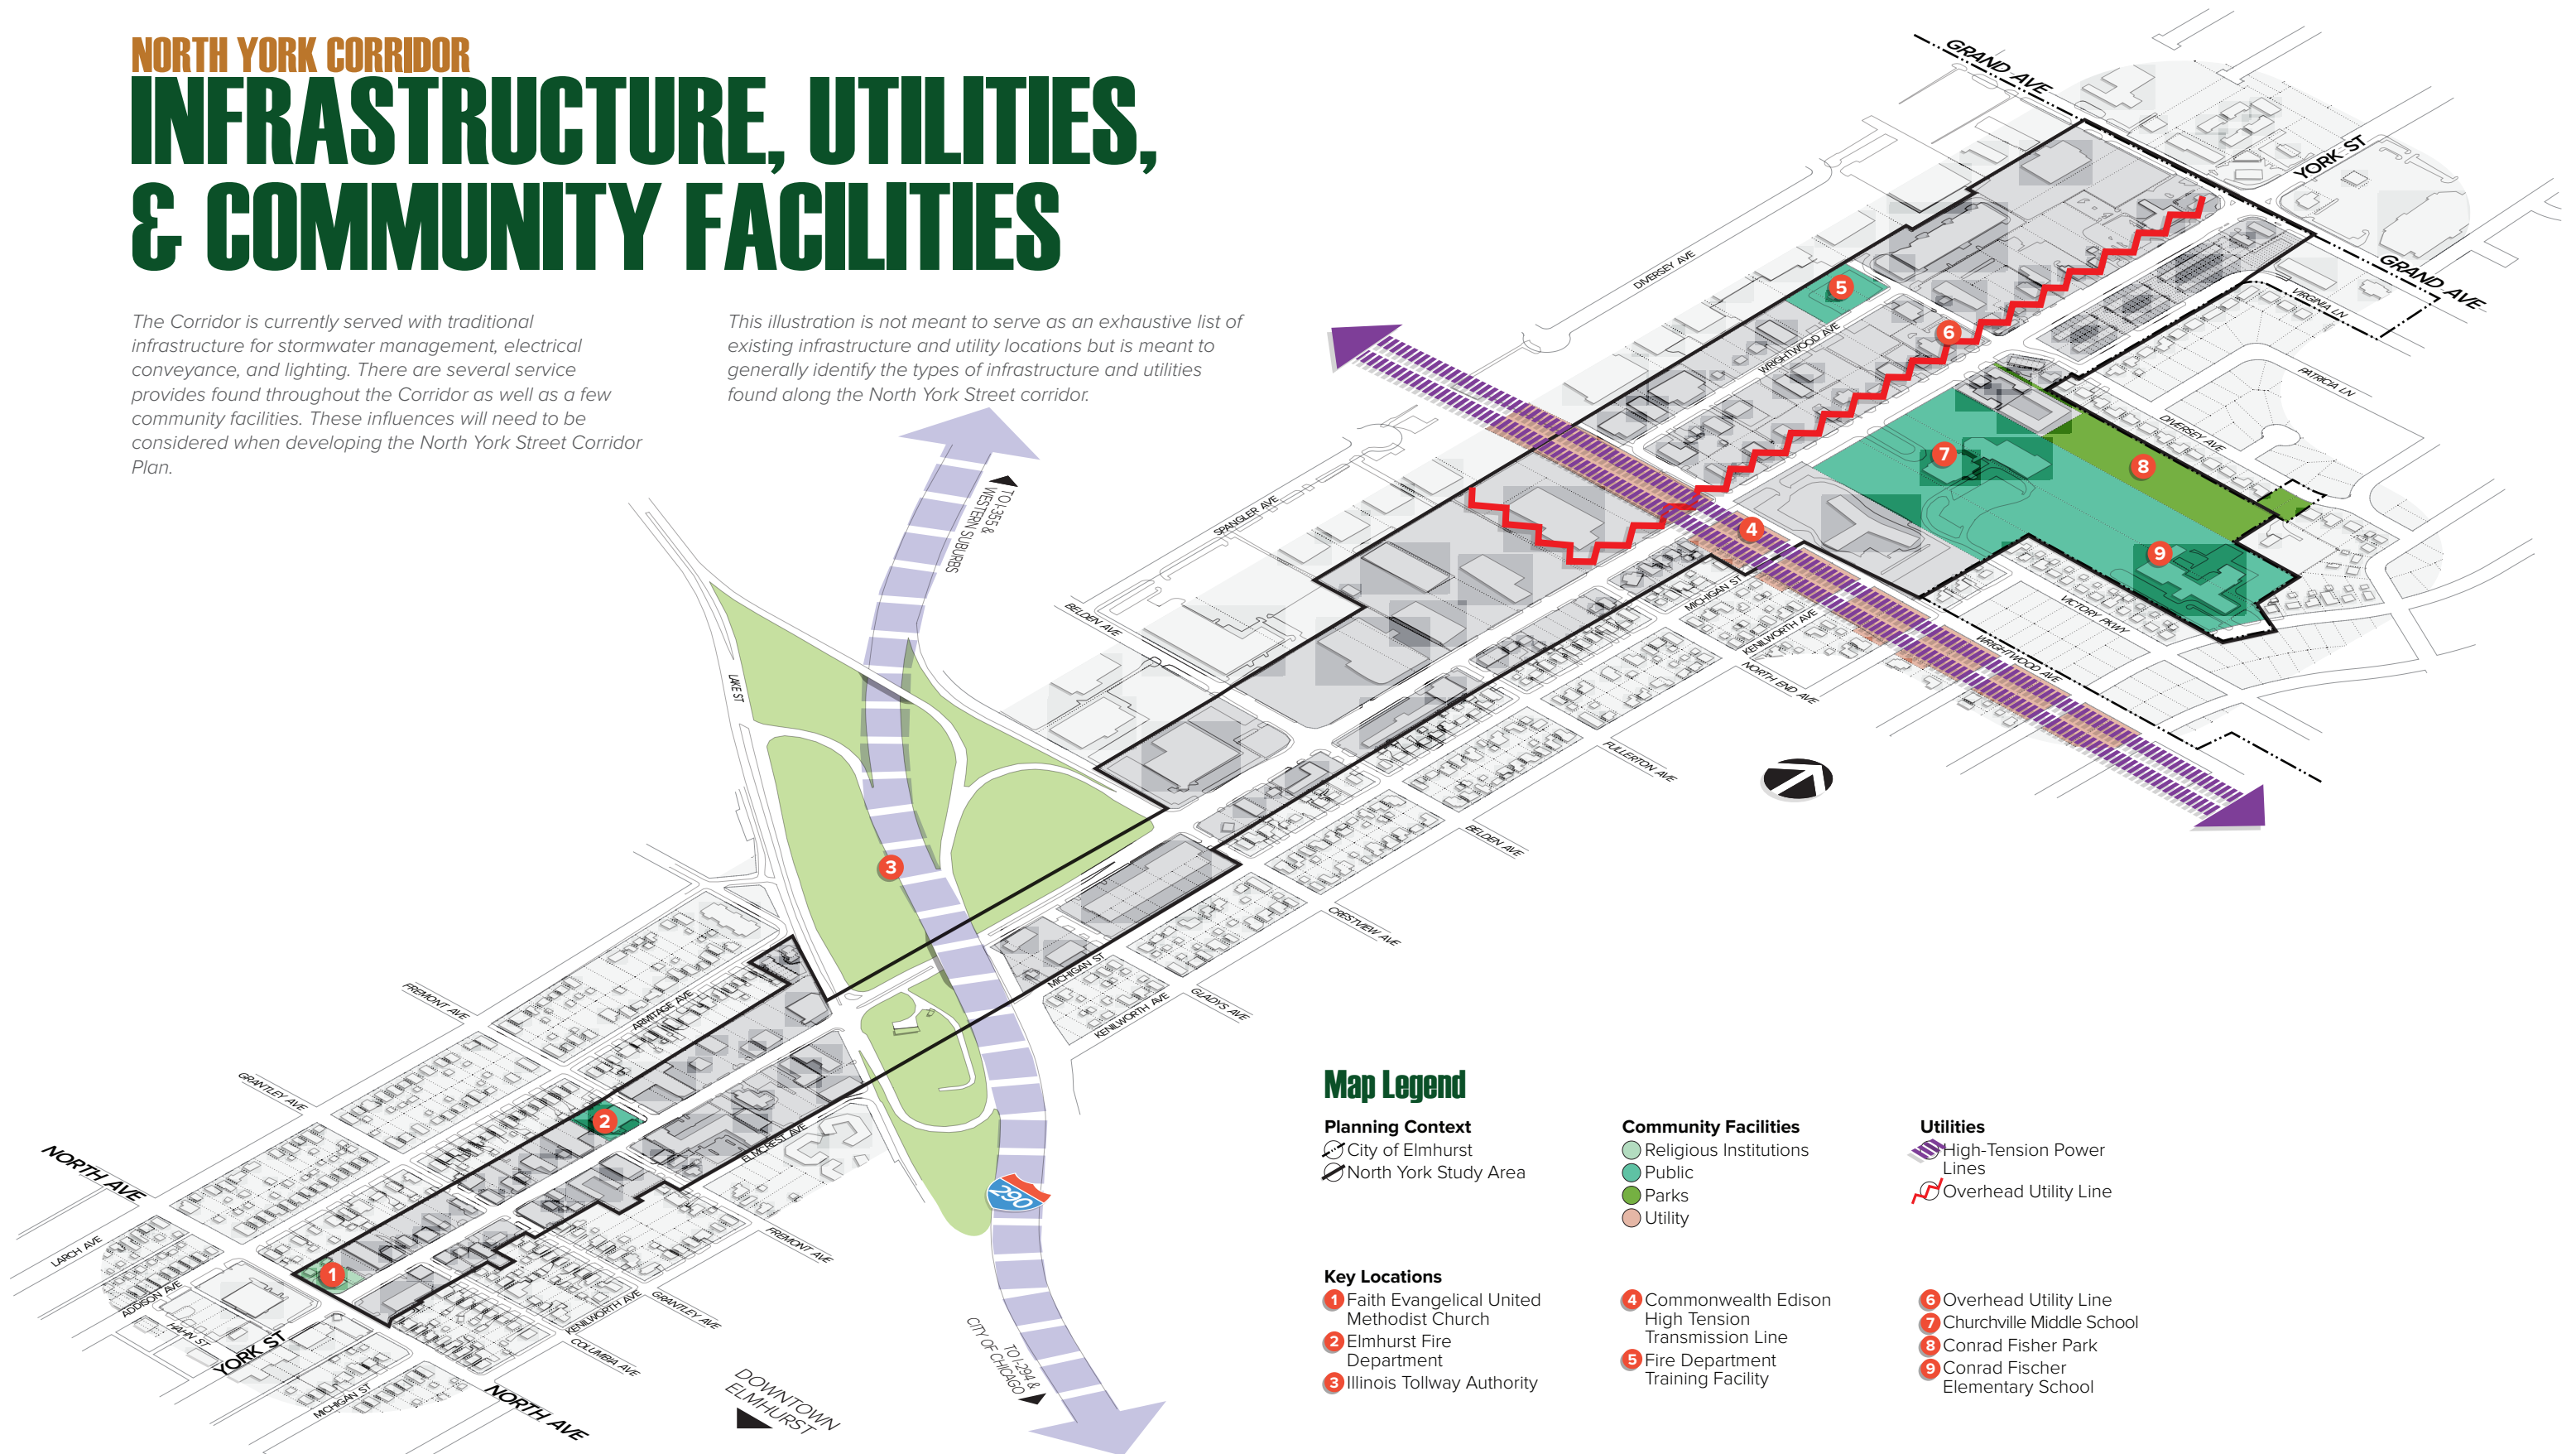 NORTH YORK CORRIDOR
INFRASTRUCTURE, UTILITIES,
& COMMUNITY FACILITIES
The Corridor is currently served with traditional
infrastructure for stormwater management, electrical
conveyance, and lighting. There are several service
provides found throughout the Corridor as well as a few
community facilities. These influences will need to be
considered when developing the North York Street Corridor
Plan.
This illustration is not meant to serve as an exhaustive list of
existing infrastructure and utility locations but is meant to
generally identify the types of infrastructure and utilities
found along the North York Street corridor.
GRAND AVE
YORK ST
GRAND AVE
VIRGINIA LN
PATRICIA LN
DIVERSEY AVE
DIVERSEY AVE
5
WRIGHTWOOD AVE
6
7
8
9
4
TO I-355 &
WESTERN SUBURBS
SPANGLER AVE
BELDEN AVE
MICHIGAN ST
KENILWORTH AVE
NORTH END AVE
VICTORY PKWY
WRIGHTWOOD AVE
LAKE ST
FULLERTON AVE
BELDEN AVE
3
CRESTVIEW AVE
MICHIGAN ST
KENILWORTH AVE
GLADYS AVE
FREMONT AVE
ARMITAGE AVE
GRANTLEY AVE
2
ELMCREST AVE
NORTH AVE
290
LARCH AVE
FREMONT AVE
1
ADDISON AVE
HAHN ST
YORK ST
KENILWORTH AVE
GRANTLEY AVE
COLUMBIA AVE
MICHIGAN ST
NORTH AVE
DOWNTOWN
ELMHURST
TO I-294 &
CITY OF CHICAGO
Map Legend
Planning Context
City of Elmhurst
North York Study Area
Community Facilities
Religious Institutions
Public
Parks
Utility
Utilities
High-Tension Power
Lines
Overhead Utility Line
Key Locations
1 Faith Evangelical United
Methodist Church
2 Elmhurst Fire
Department
3 Illinois Tollway Authority
4 Commonwealth Edison
High Tension
Transmission Line
5 Fire Department
Training Facility
6 Overhead Utility Line
7 Churchville Middle School
8 Conrad Fisher Park
9 Conrad Fischer
Elementary School